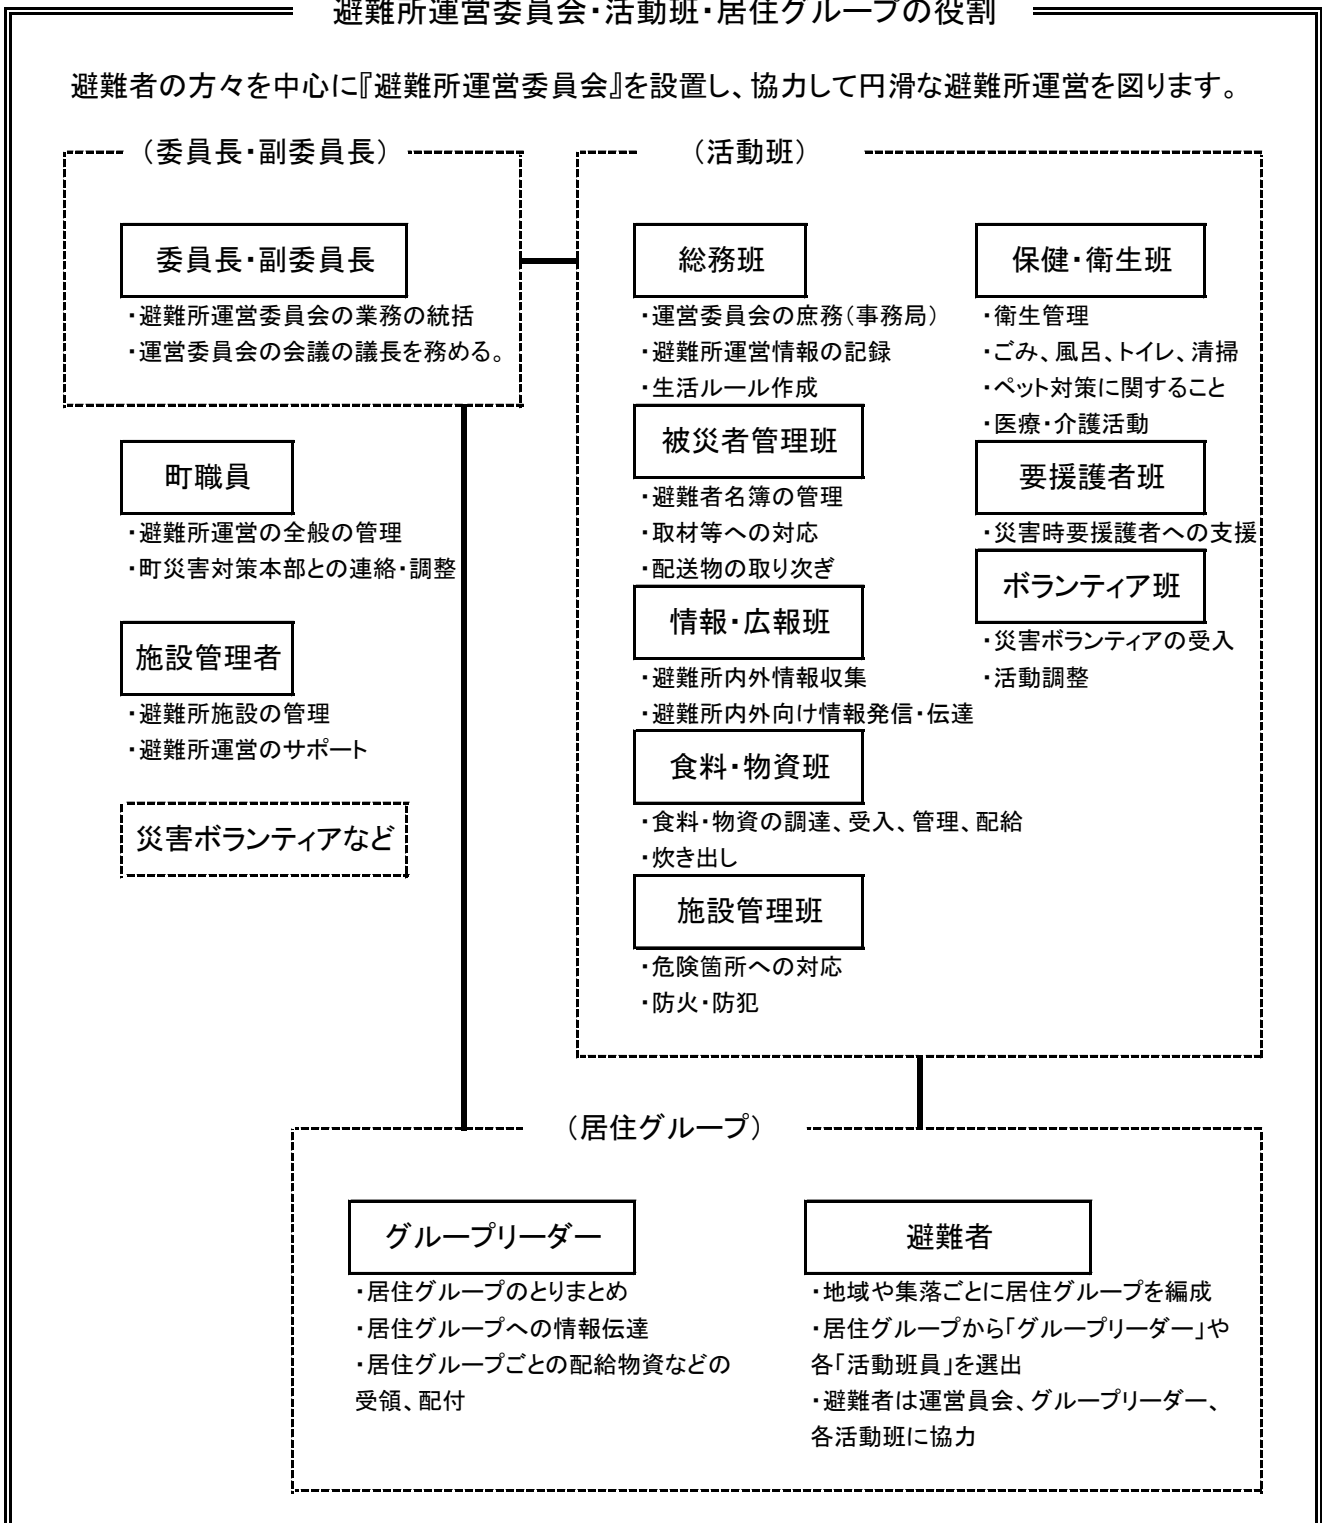 避難所運営委員会・活動班・居住グループの役割
避難者の方々を中心に『避難所運営委員会』を設置し、協力して円滑な避難所運営を図ります。
（委員長・副委員長）
委員長・副委員長
・避難所運営委員会の業務の統括
・運営委員会の会議の議長を務める。
町職員
・避難所運営の全般の管理
・町災害対策本部との連絡・調整
施設管理者
・避難所施設の管理
・避難所運営のサポート
災害ボランティアなど
（活動班）
総務班
・運営委員会の庶務（事務局）
・避難所運営情報の記録
・生活ルール作成
被災者管理班
・避難者名簿の管理
・取材等への対応
・配送物の取り次ぎ
情報・広報班
・避難所内外情報収集
・避難所内外向け情報発信・伝達
食料・物資班
・食料・物資の調達、受入、管理、配給
・炊き出し
施設管理班
・危険箇所への対応
・防火・防犯
保健・衛生班
・衛生管理
・ごみ、風呂、トイレ、清掃
・ペット対策に関すること
・医療・介護活動
要援護者班
・災害時要援護者への支援
ボランティア班
・災害ボランティアの受入
・活動調整
（居住グループ）
グループリーダー
・居住グループのとりまとめ
・居住グループへの情報伝達
・居住グループごとの配給物資などの
受領、配付
避難者
・地域や集落ごとに居住グループを編成
・居住グループから「グループリーダー」や
各「活動班員」を選出
・避難者は運営員会、グループリーダー、
各活動班に協力